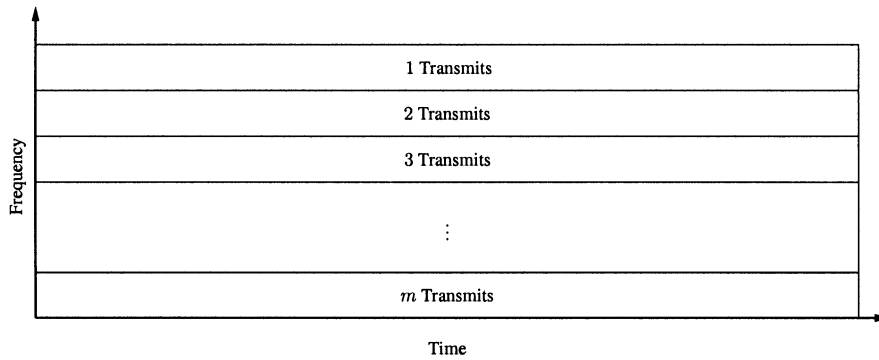 1 Transmits
2 Transmits
3 Transmits
⋮
m Transmits
Frequency
Time